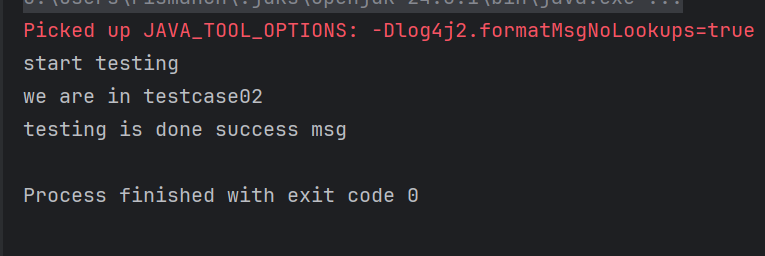 Picked up JAVA_TOOL_OPTIONS: -Dlog4j2.formatMsgNoLookups=true
start testing
we are in testcase02
testing is done success msg
Process finished with exit code 0